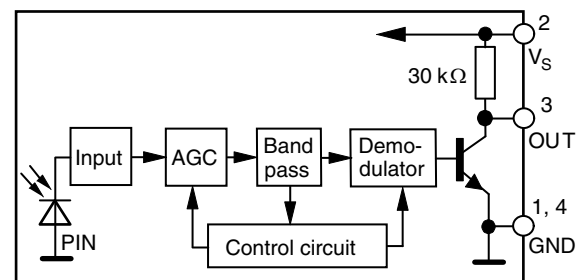 2
V_S
30 kΩ
3
OUT
Input
AGC
Band
pass
Demo-
dulator
1, 4
GND
PIN
Control circuit